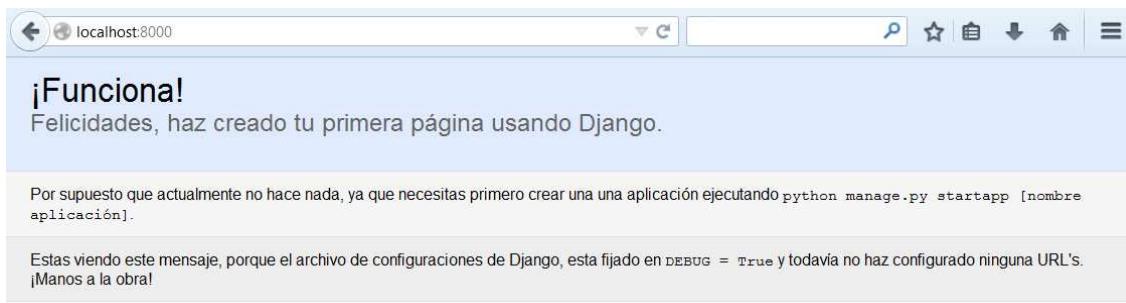 localhost:8000
¡Funciona!
Felicidades, haz creado tu primera página usando Django.
Por supuesto que actualmente no hace nada, ya que necesitas primero crear una una aplicación ejecutando python manage.py startapp [nombre
aplicación].
Estas viendo este mensaje, porque el archivo de configuraciones de Django, esta fijado en DEBUG = True y todavía no haz configurado ninguna URL's.
¡Manos a la obra!